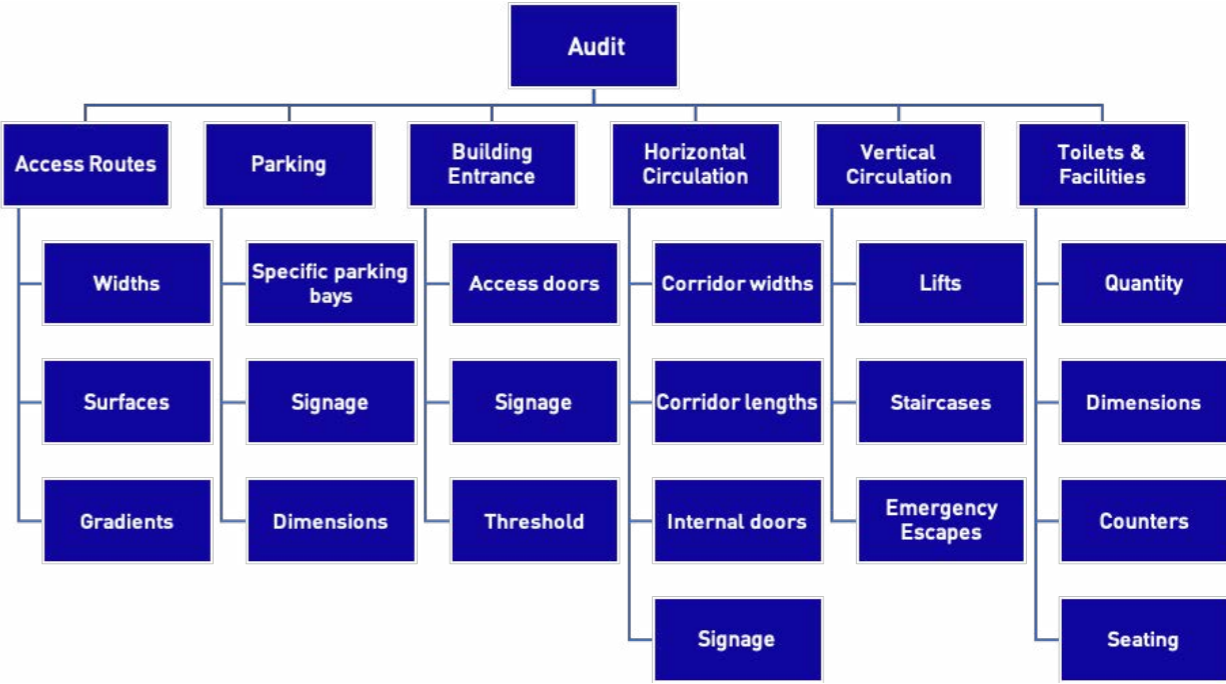 Audit
Access Routes
Parking
Building
Entrance
Horizontal
Circulation
Vertical
Circulation
Toilets &
Facilities
Widths
Specific parking
bays
Access doors
Corridor widths
Lifts
Quantity
Surfaces
Signage
Signage
Corridor lengths
Staircases
Dimensions
Gradients
Dimensions
Threshold
Internal doors
Emergency
Escapes
Counters
Signage
Seating